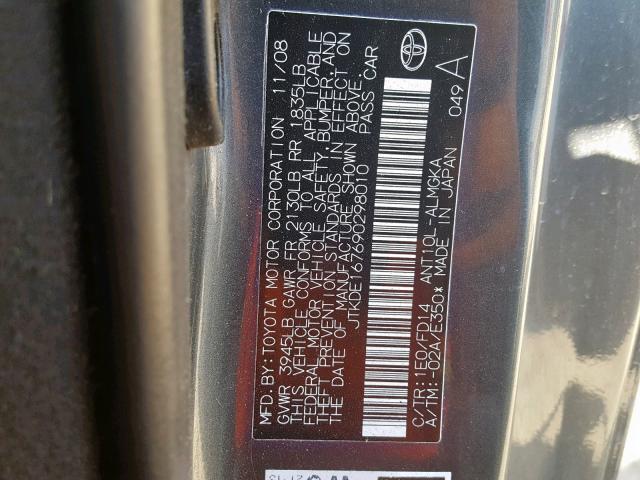 MFD.BY:TOYOTA MOTOR CORPORATION 11/08
GVWR 3945LB GAWR FR 2130LB RR 1835LB
THIS VEHICLE CONFORMS TO ALL APPLICABLE
FEDERAL MOTOR VEHICLE SAFETY, BUMPER, AND
THEFT PREVENTION STANDARDS IN EFFECT ON
THE DATE OF MANUFACTURE SHOWN ABOVE.
JTKDE167690298010 PASS CAR
C/TR:1E0/FD14 ANT10L-ALMGKA
A/TM:-02A/E350* MADE IN JAPAN
049 A